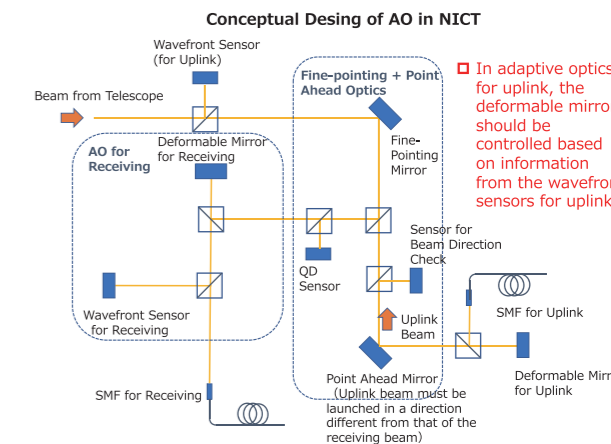 Conceptual Desing of AO in NICT
Wavefront Sensor
(for Uplink)
Fine-pointing + Point
Ahead Optics
Beam from Telescope
Deformable Mirror
for Receiving
AO for
Receiving
Fine-
Pointing
Mirror
In adaptive optics
for uplink, the
deformable mirro
should be
controlled based
on information
from the wavefron
sensors for uplink
Sensor for
Beam Direction
Check
QD
Sensor
Wavefront Sensor
for Receiving
Uplink
Beam
SMF for Uplink
SMF for Receiving
Point Ahead Mirror
(Uplink beam must be
launched in a direction
different from that of the
receiving beam)
Deformable Mirr
for Uplink